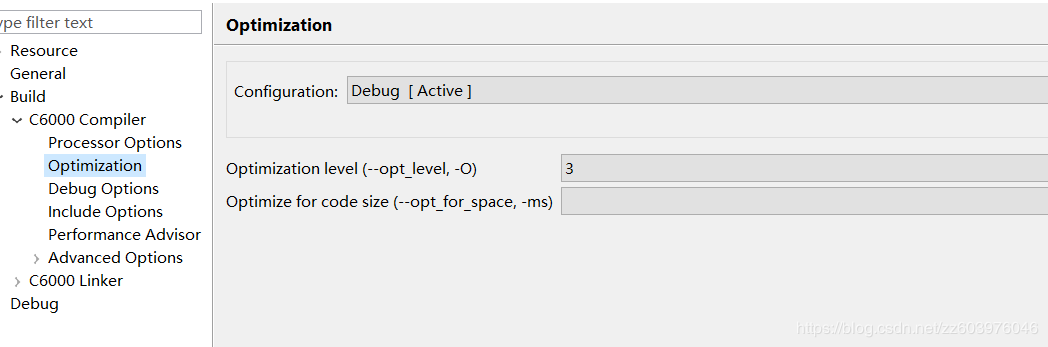 ype filter text
Resource
General
Build
C6000 Compiler
Processor Options
Optimization
Debug Options
Include Options
Performance Advisor
Advanced Options
C6000 Linker
Debug
Optimization
Configuration: Debug [ Active ]
Optimization level (--opt_level, -O) 3
Optimize for code size (--opt_for_space, -ms)
https://blog.csdn.net/zz603976046